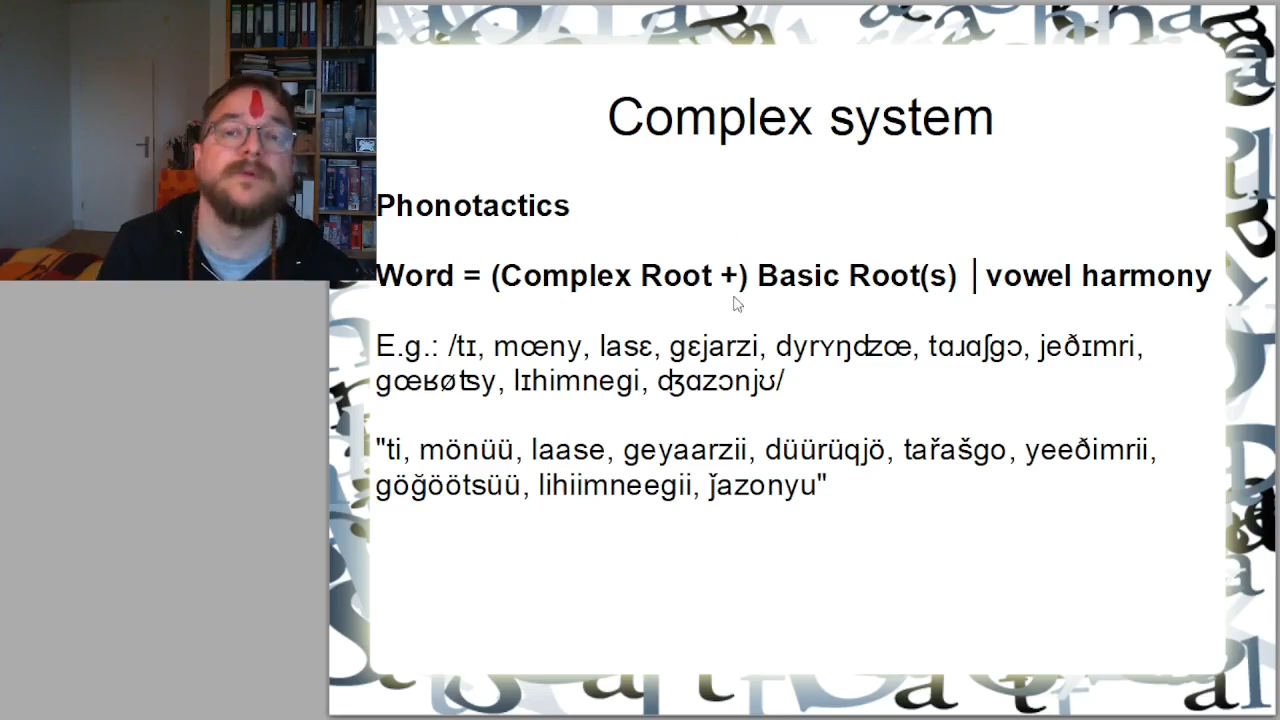 Complex system
Phonotactics
Word = (Complex Root +) Basic Root(s) │vowel harmony
E.g.: /tɪ, mœny, lasɛ, gɛjarzi, dyrʏŋʣœ, tɑɹɑʃgɔ, jeðɪmri,
gœʁøʦy, lɪhimnegi, ʤɑzɔnjʊ/
"ti, mönüü, laase, geyaarzii, düürüqjö, tařašgo, yeeðimrii,
göğöötsüü, lihiimneegii, ǰazonyu"